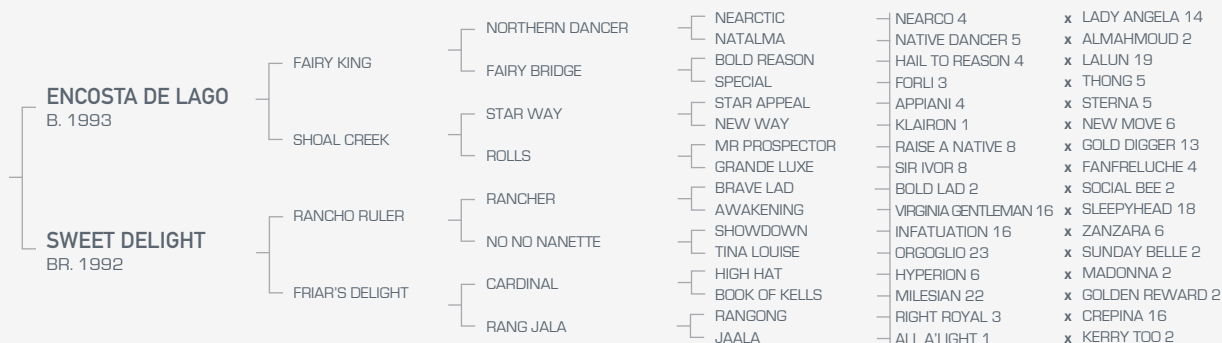 ENCOSTA DE LAGO
B. 1993
SWEET DELIGHT
BR. 1992
FAIRY KING
SHOAL CREEK
RANCHO RULER
FRIAR'S DELIGHT
NORTHERN DANCER
FAIRY BRIDGE
STAR WAY
ROLLS
RANCHER
NO NO NANETTE
CARDINAL
RANG JALA
NEARCTIC
NATALMA
BOLD REASON
SPECIAL
STAR APPEAL
NEW WAY
MR PROSPECTOR
GRANDE LUXE
BRAVE LAD
AWAKENING
SHOWDOWN
TINA LOUISE
HIGH HAT
BOOK OF KELLS
RANGONG
JAALA
NEARCO 4 x LADY ANGELA 14
NATIVE DANCER 5 x ALMAHMOUD 2
HAIL TO REASON 4 x LALUN 19
FORLI 3 x THONG 5
APPIANI 4 x STERNA 5
KLAIRON 1 x NEW MOVE 6
RAISE A NATIVE 8 x GOLD DIGGER 13
SIR IVOR 8 x FANFRELUCHE 4
BOLD LAD 2 x SOCIAL BEE 2
VIRGINIA GENTLEMAN 16 x SLEEPYHEAD 18
INFATUATION 16 x ZANZARA 6
ORGOGLIO 23 x SUNDAY BELLE 2
HYPERION 6 x MADONNA 2
MILESIAN 22 x GOLDEN REWARD 2
RIGHT ROYAL 3 x CREPINA 16
ALL A'LIGHT 1 x KERRY TOO 2